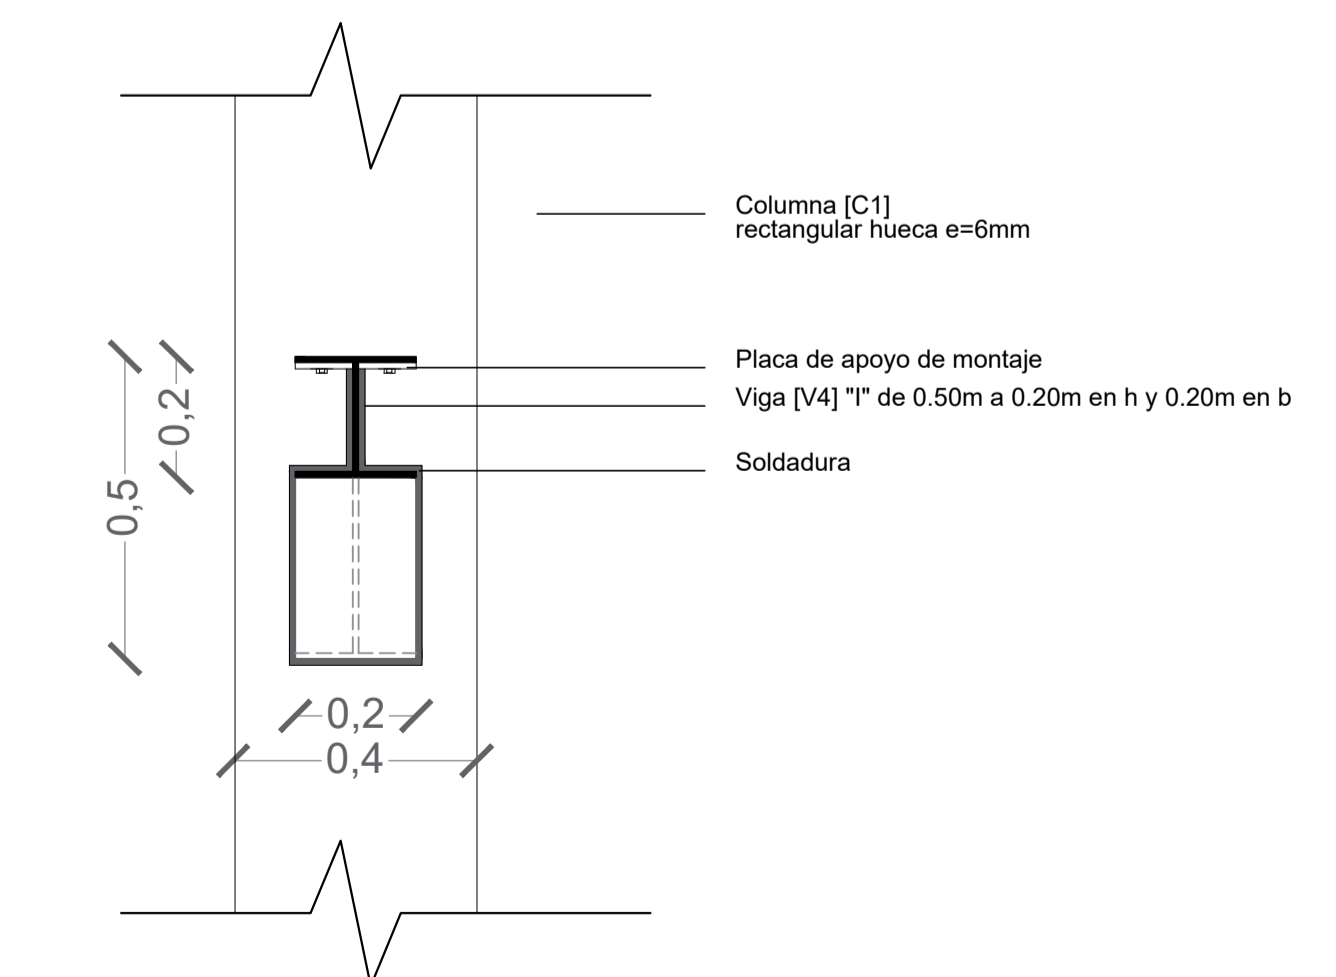 Columna [C1]
rectangular hueca e=6mm
Placa de apoyo de montaje
Viga [V4] "I" de 0.50m a 0.20m en h y 0.20m en b
Soldadura
0,2
0,5
0,2
0,4